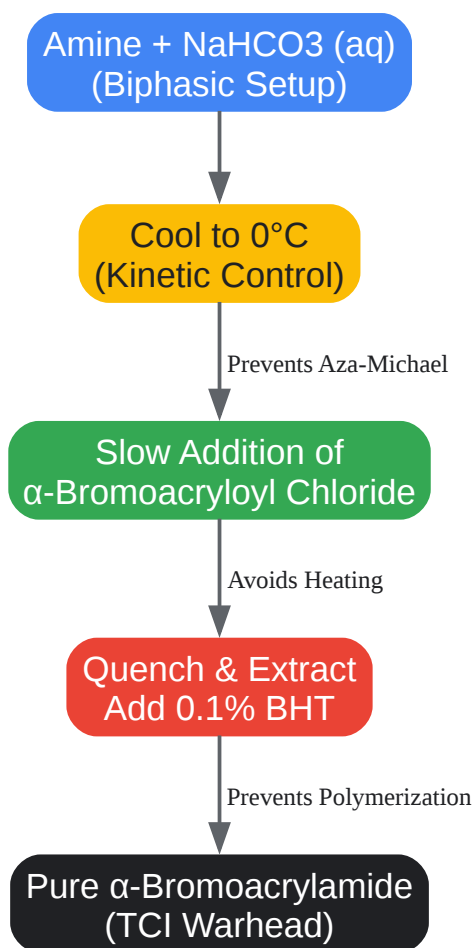 Amine + NaHCO3 (aq)
(Biphasic Setup)
Cool to 0°C
(Kinetic Control)
Prevents Aza-Michael
Slow Addition of
α-Bromoacryloyl Chloride
Avoids Heating
Quench & Extract
Add 0.1% BHT
Prevents Polymerization
Pure α-Bromoacrylamide
(TCI Warhead)